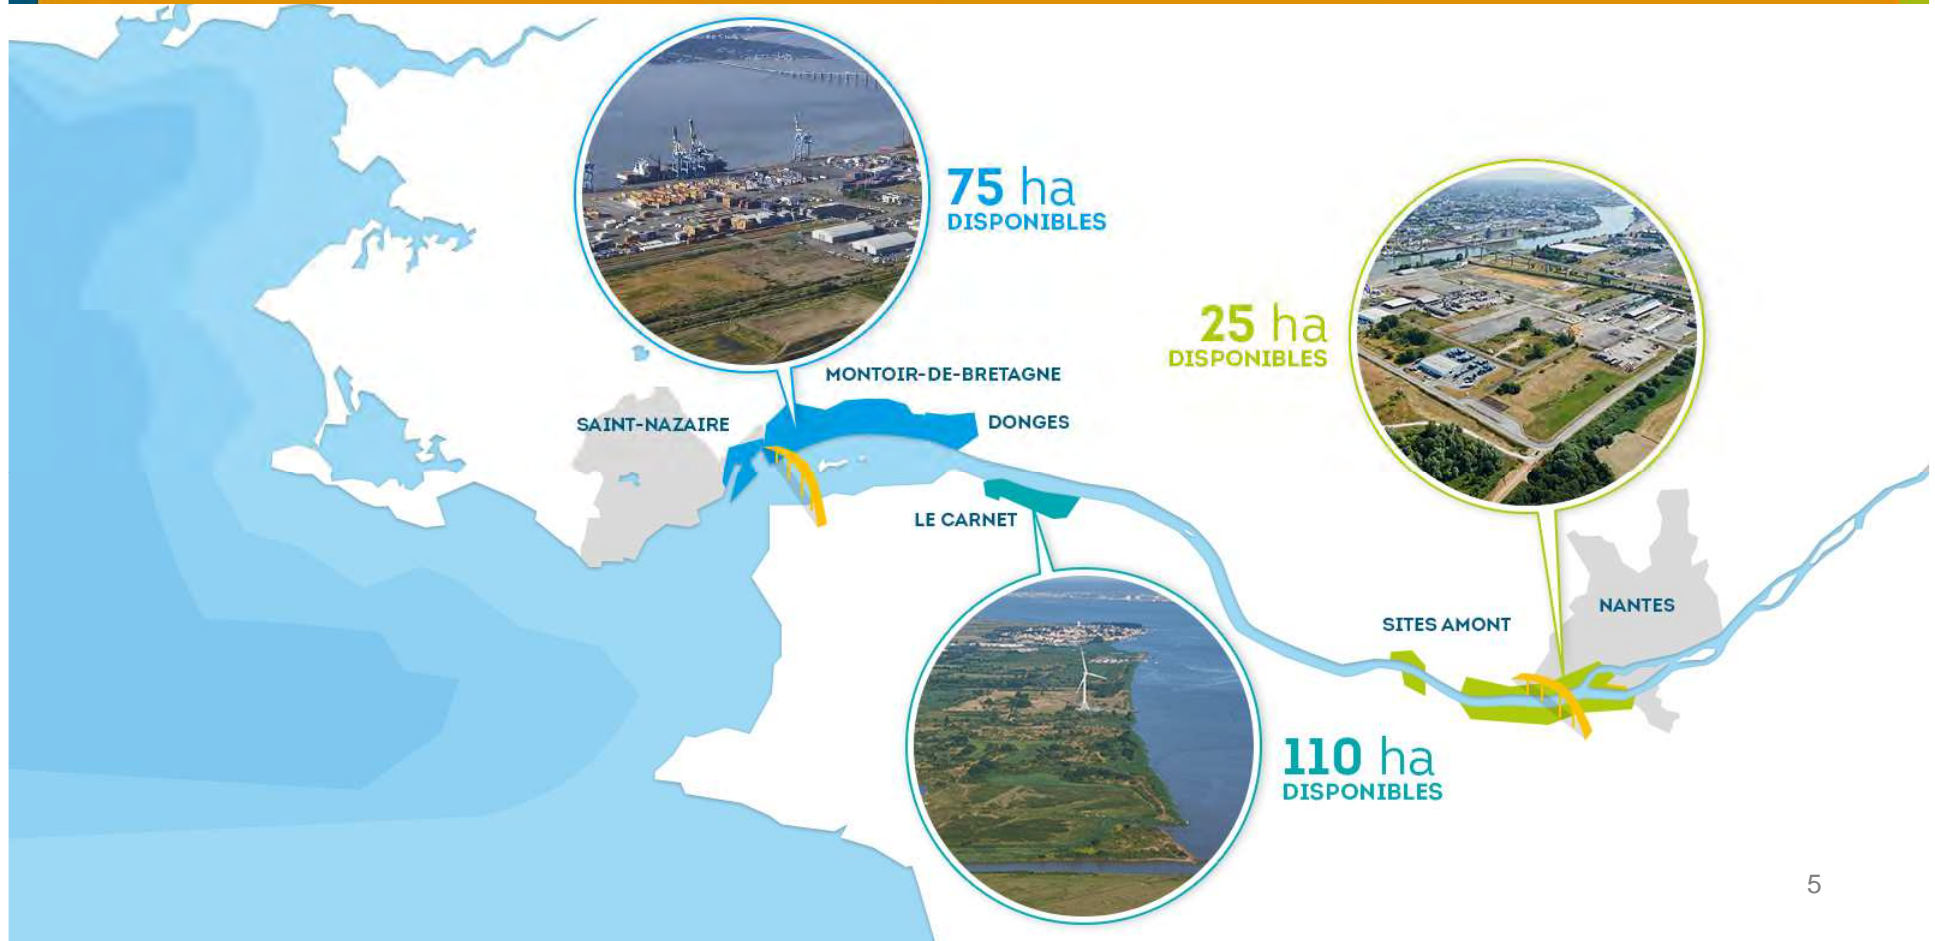 75 ha
DISPONIBLES
25 ha
DISPONIBLES
MONTOIR-DE-BRETAGNE
SAINT-NAZAIRE
DONGES
LE CARNET
NANTES
SITES AMONT
110 ha
DISPONIBLES
5